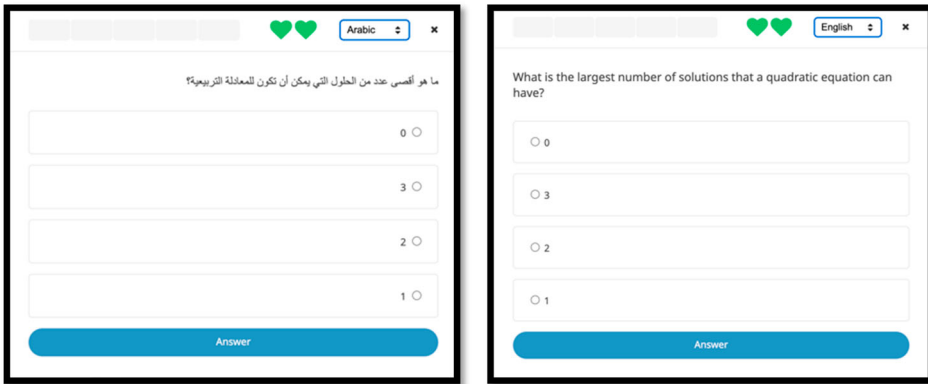 Arabic
ما هو أقصى عدد من الحلول التي يمكن أن تكون للمعادلة التربيعية؟
0
3
2
1
Answer
English
What is the largest number of solutions that a quadratic equation can
have?
0
3
2
1
Answer